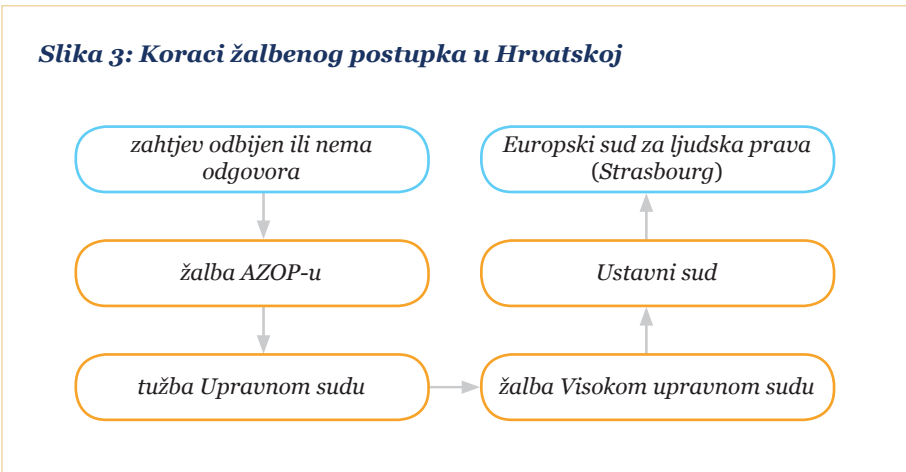 Slika 3: Koraci žalbenog postupka u Hrvatskoj
zahtjev odbijen ili nema
odgovora
žalba AZOP-u
tužba Upravnom sudu
žalba Visokom upravnom sudu
Ustavni sud
Europski sud za ljudska prava
(Strasbourg)